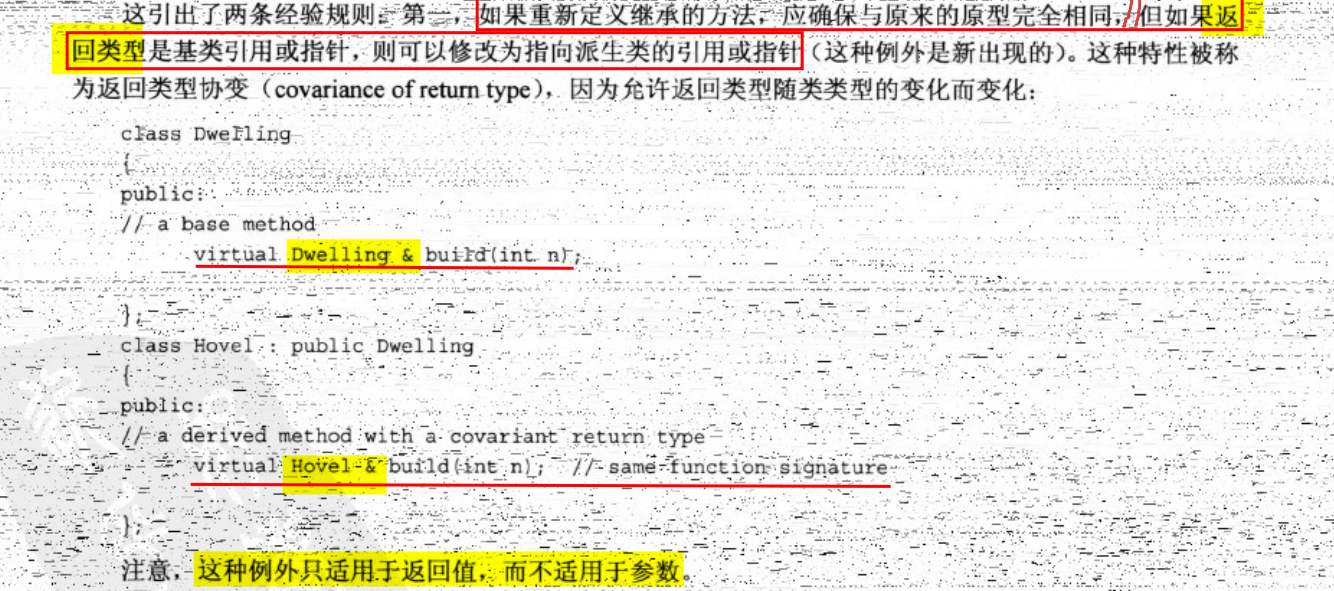 这引出了两条经验规则：第一，如果重新定义继承的方法，应确保与原来的原型完全相同，但如果返
回类型是基类引用或指针，则可以修改为指向派生类的引用或指针（这种例外是新出现的）。这种特性被称
为返回类型协变（covariance of return type），因为允许返回类型随类类型的变化而变化：
class Dwelling
{
public:
// a base method
virtual Dwelling & build(int n);
};
class Hovel : public Dwelling
{
public:
// a derived method with a covariant return type
virtual Hovel & build(int n); // same function signature
};
注意，这种例外只适用于返回值，而不适用于参数。